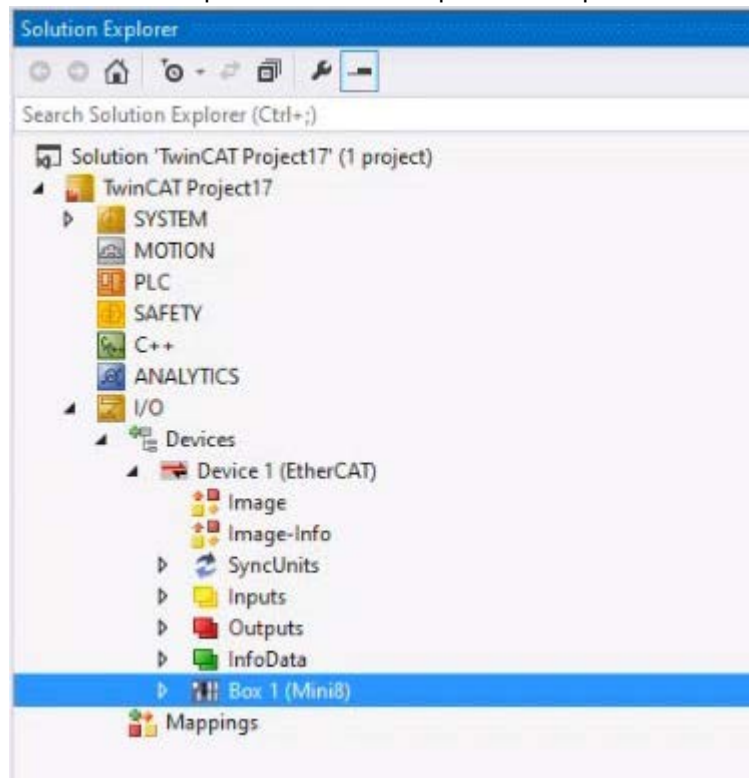 Solution Explorer
Search Solution Explorer (Ctrl+;)
Solution 'TwinCAT Project17' (1 project)
TwinCAT Project17
SYSTEM
MOTION
PLC
SAFETY
C++
ANALYTICS
I/O
Devices
Device 1 (EtherCAT)
Image
Image-Info
SyncUnits
Inputs
Outputs
InfoData
Box 1 (Mini8)
Mappings